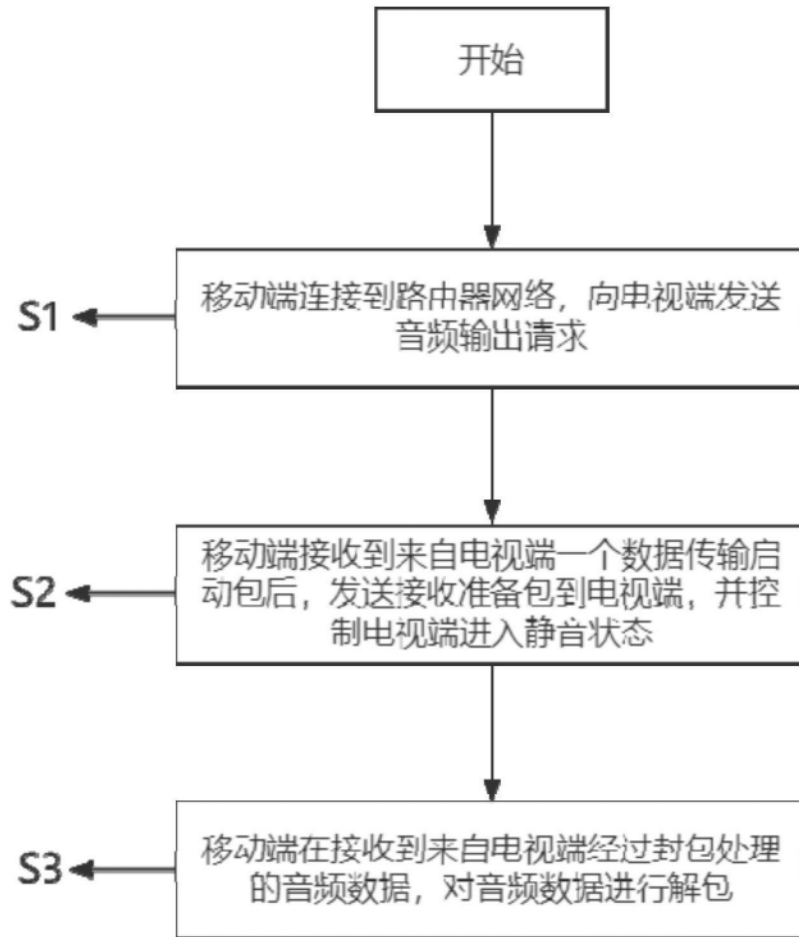 开始
S1
移动端连接到路由器网络，向电视端发送
音频输出请求
S2
移动端接收到来自电视端一个数据传输启
动包后，发送接收准备包到电视端，并控
制电视端进入静音状态
S3
移动端在接收到来自电视端经过封包处理
的音频数据，对音频数据进行解包